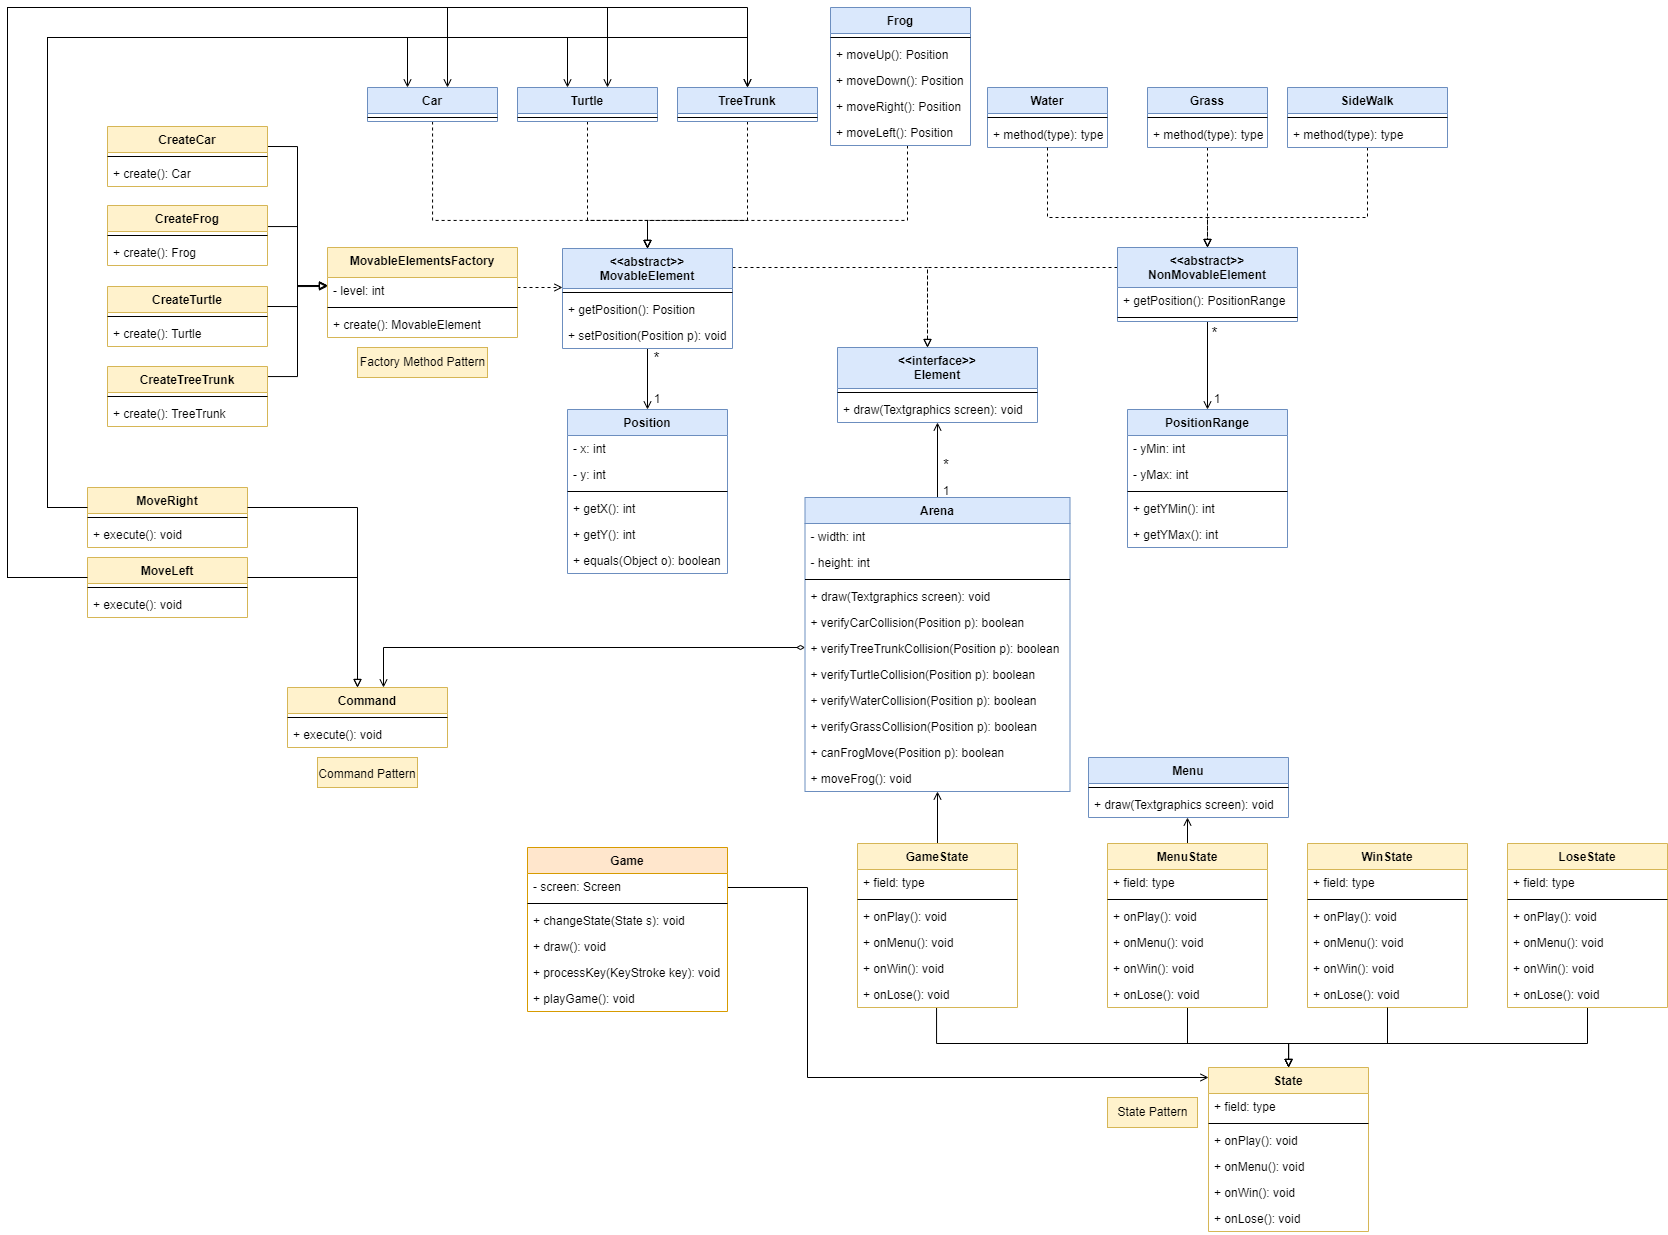 Frog
+ moveUp(): Position
+ moveDown(): Position
+ moveRight(): Position
+ moveLeft(): Position
Car
Turtle
TreeTrunk
Water
+ method(type): type
Grass
+ method(type): type
SideWalk
+ method(type): type
CreateCar
+ create(): Car
CreateFrog
+ create(): Frog
CreateTurtle
+ create(): Turtle
CreateTreeTrunk
+ create(): TreeTrunk
MovableElementsFactory
- level: int
+ create(): MovableElement
Factory Method Pattern
<<abstract>>
MovableElement
+ getPosition(): Position
+ setPosition(Position p): void
*
1
<<abstract>>
NonMovableElement
+ getPosition(): PositionRange
*
1
<<interface>>
Element
+ draw(Textgraphics screen): void
*
1
Position
- x: int
- y: int
+ getX(): int
+ getY(): int
+ equals(Object o): boolean
PositionRange
- yMin: int
- yMax: int
+ getYMin(): int
+ getYMax(): int
MoveRight
+ execute(): void
MoveLeft
+ execute(): void
Arena
- width: int
- height: int
+ draw(Textgraphics screen): void
+ verifyCarCollision(Position p): boolean
+ verifyTreeTrunkCollision(Position p): boolean
+ verifyTurtleCollision(Position p): boolean
+ verifyWaterCollision(Position p): boolean
+ verifyGrassCollision(Position p): boolean
+ canFrogMove(Position p): boolean
+ moveFrog(): void
Command
+ execute(): void
Command Pattern
Menu
+ draw(Textgraphics screen): void
Game
- screen: Screen
+ changeState(State s): void
+ draw(): void
+ processKey(KeyStroke key): void
+ playGame(): void
GameState
+ field: type
+ onPlay(): void
+ onMenu(): void
+ onWin(): void
+ onLose(): void
MenuState
+ field: type
+ onPlay(): void
+ onMenu(): void
+ onWin(): void
+ onLose(): void
WinState
+ field: type
+ onPlay(): void
+ onMenu(): void
+ onWin(): void
+ onLose(): void
LoseState
+ field: type
+ onPlay(): void
+ onMenu(): void
+ onWin(): void
+ onLose(): void
State Pattern
State
+ field: type
+ onPlay(): void
+ onMenu(): void
+ onWin(): void
+ onLose(): void